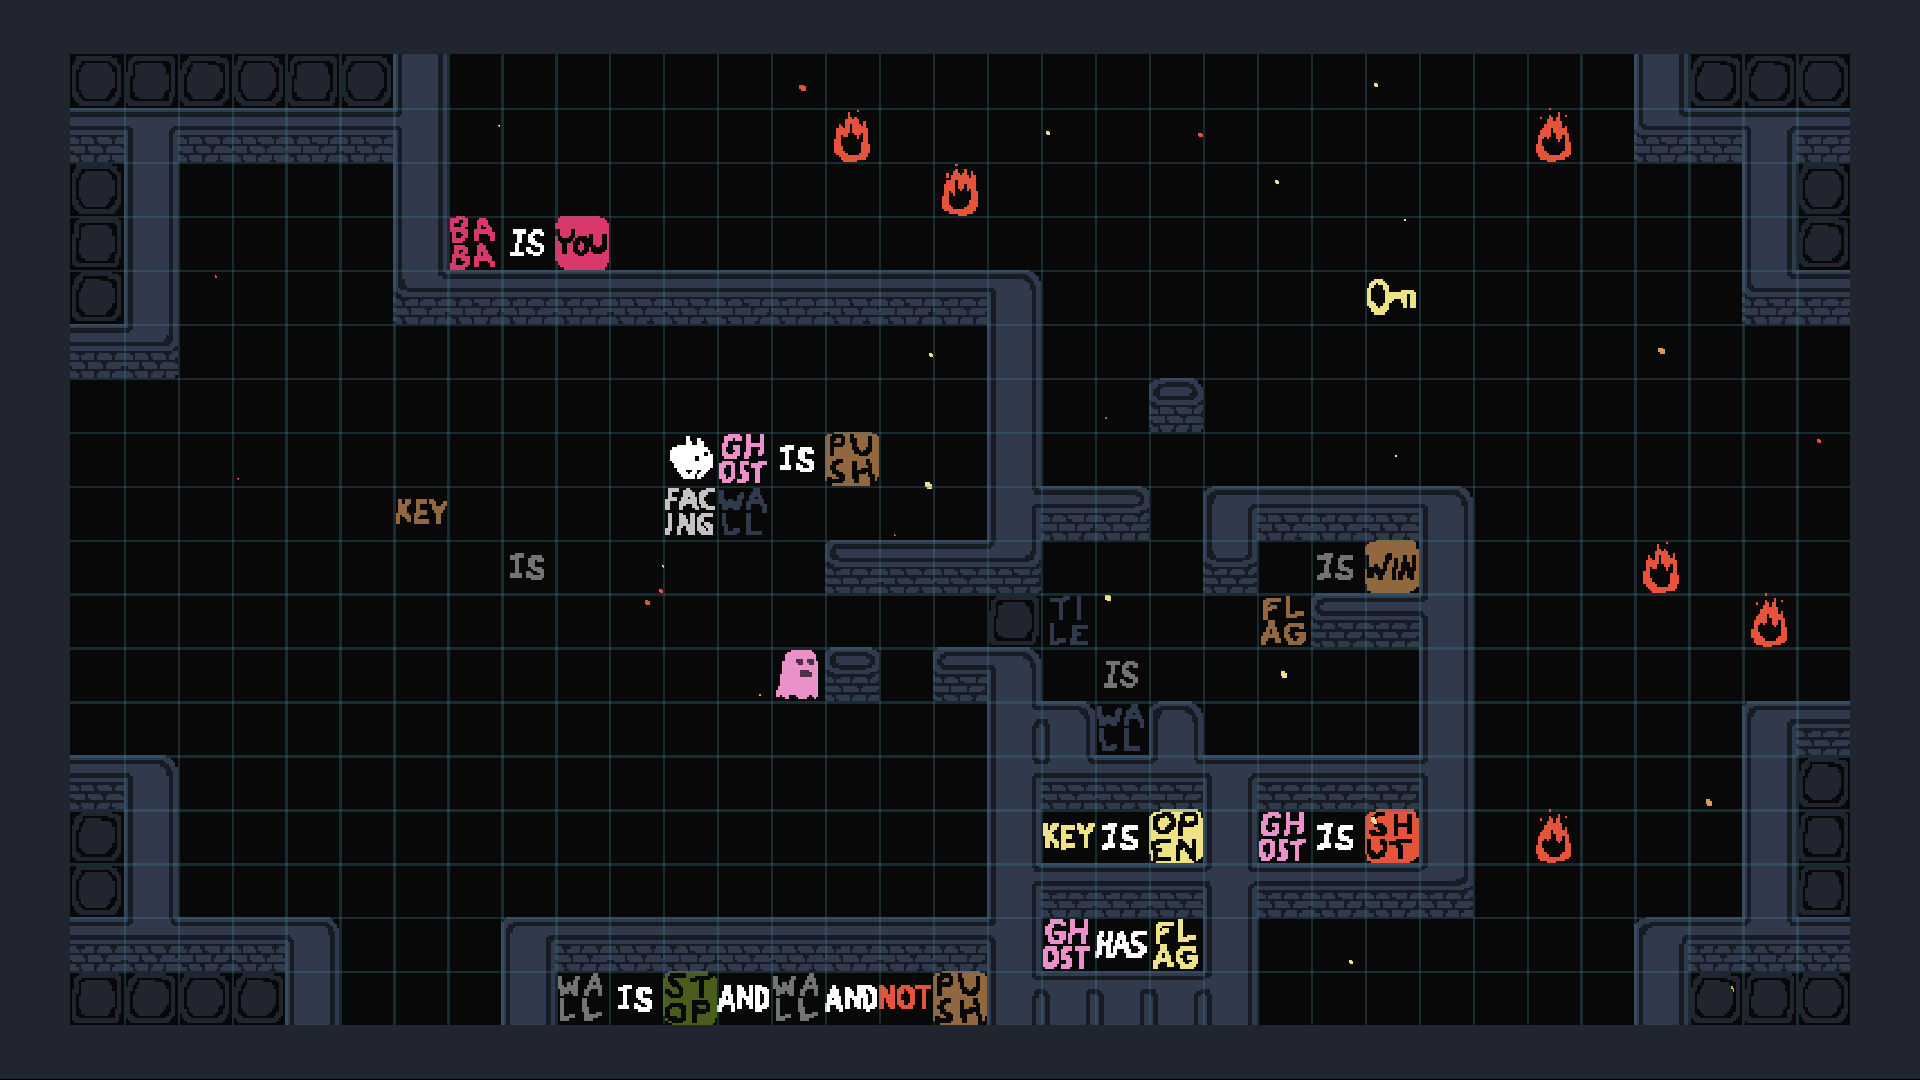 BABA IS YOU
GHOST IS PUSH
KEY
FACING WALL
IS
IS WIN
TILE
FLAG
IS
WALL
KEY IS OPEN
GHOST IS SHUT
GHOST HAS FLAG
WALL IS STOP AND WALL AND NOT PUSH